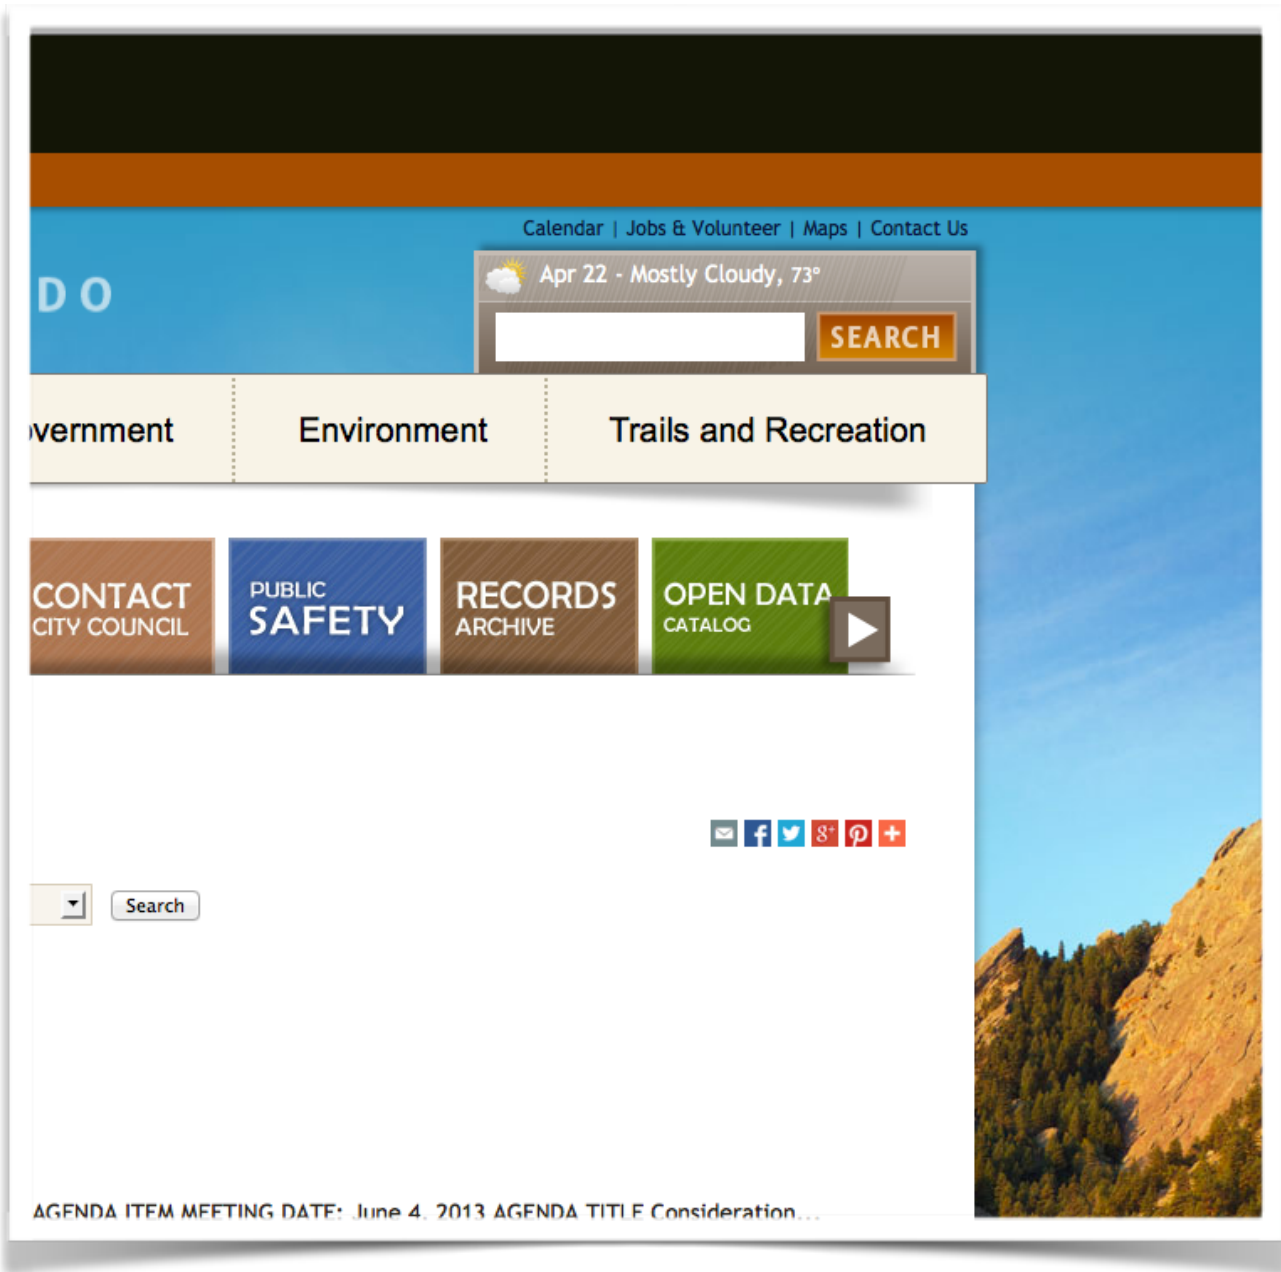 Calendar | Jobs & Volunteer | Maps | Contact Us
DO
Apr 22 - Mostly Cloudy, 73°
SEARCH
vernment
Environment
Trails and Recreation
CONTACT
CITY COUNCIL
PUBLIC
SAFETY
RECORDS
ARCHIVE
OPEN DATA
CATALOG
Search
AGENDA ITEM MEETING DATE: June 4, 2013 AGENDA TITLE Consideration...